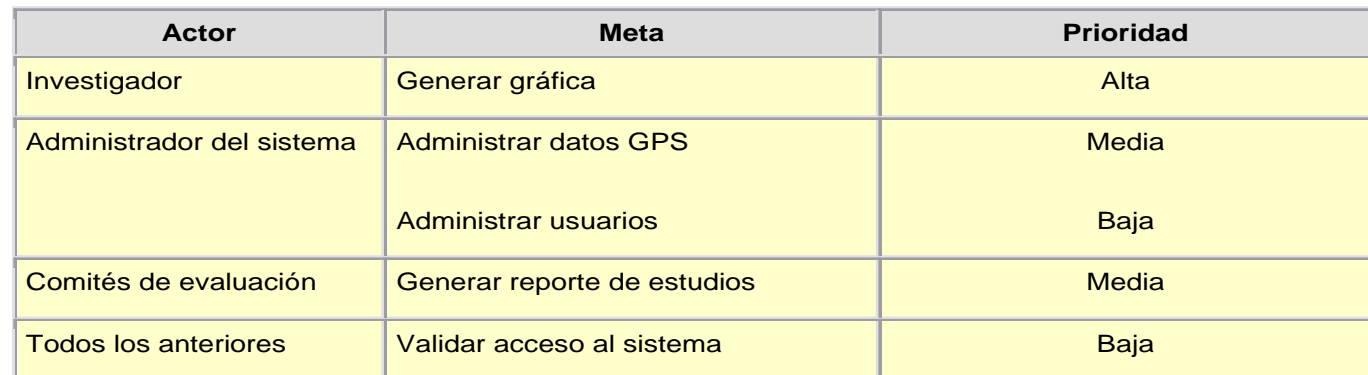 Actor Meta Prioridad
Investigador Generar gráfica Alta
Administrador del sistema Administrar datos GPS Media
Administrar usuarios Baja
Comités de evaluación Generar reporte de estudios Media
Todos los anteriores Validar acceso al sistema Baja